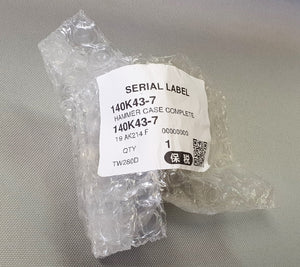 SERIAL LABEL
140K43-7
HAMMER CASE COMPLETE
140K43-7
19 AK214 F 00000000
QTY 1
TW280D 保税